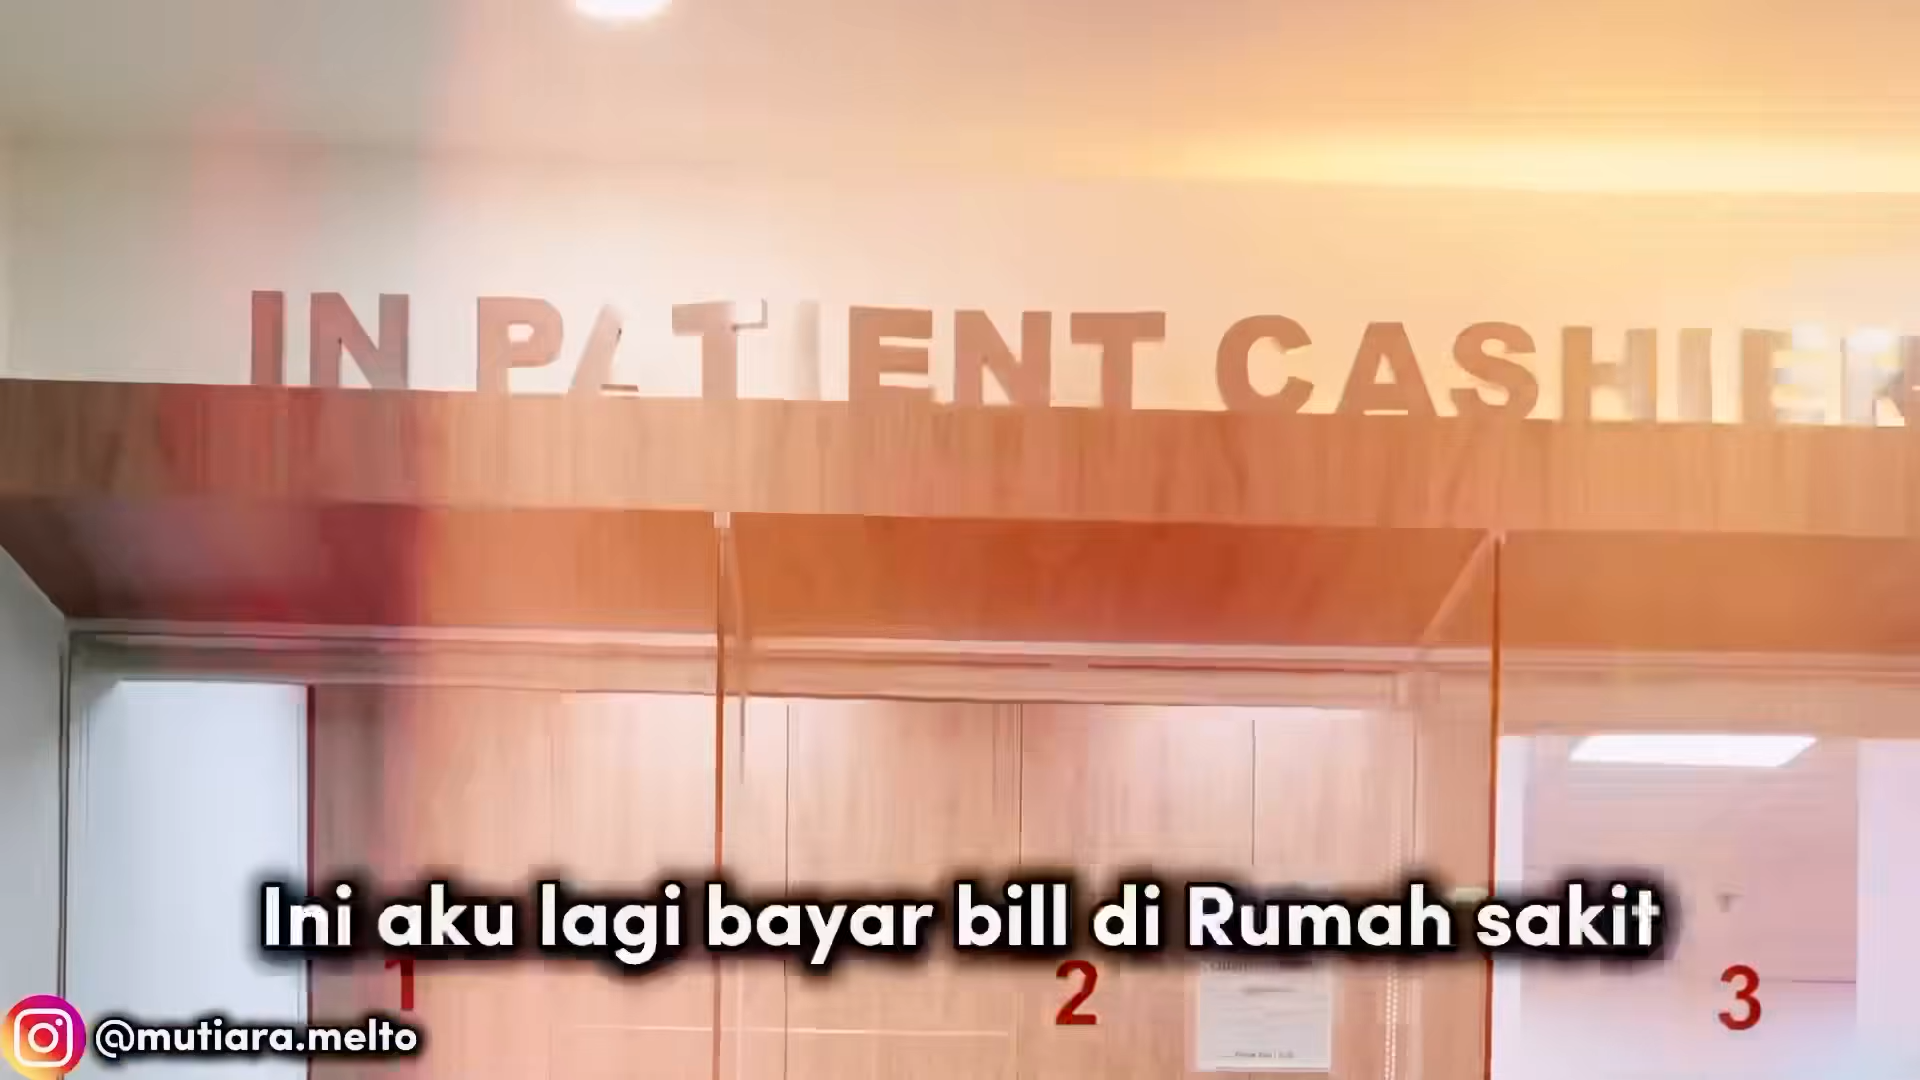 IN PATIENT CASHIER
Ini aku lagi bayar bill di Rumah sakit
1
2
3
@mutiara.melto